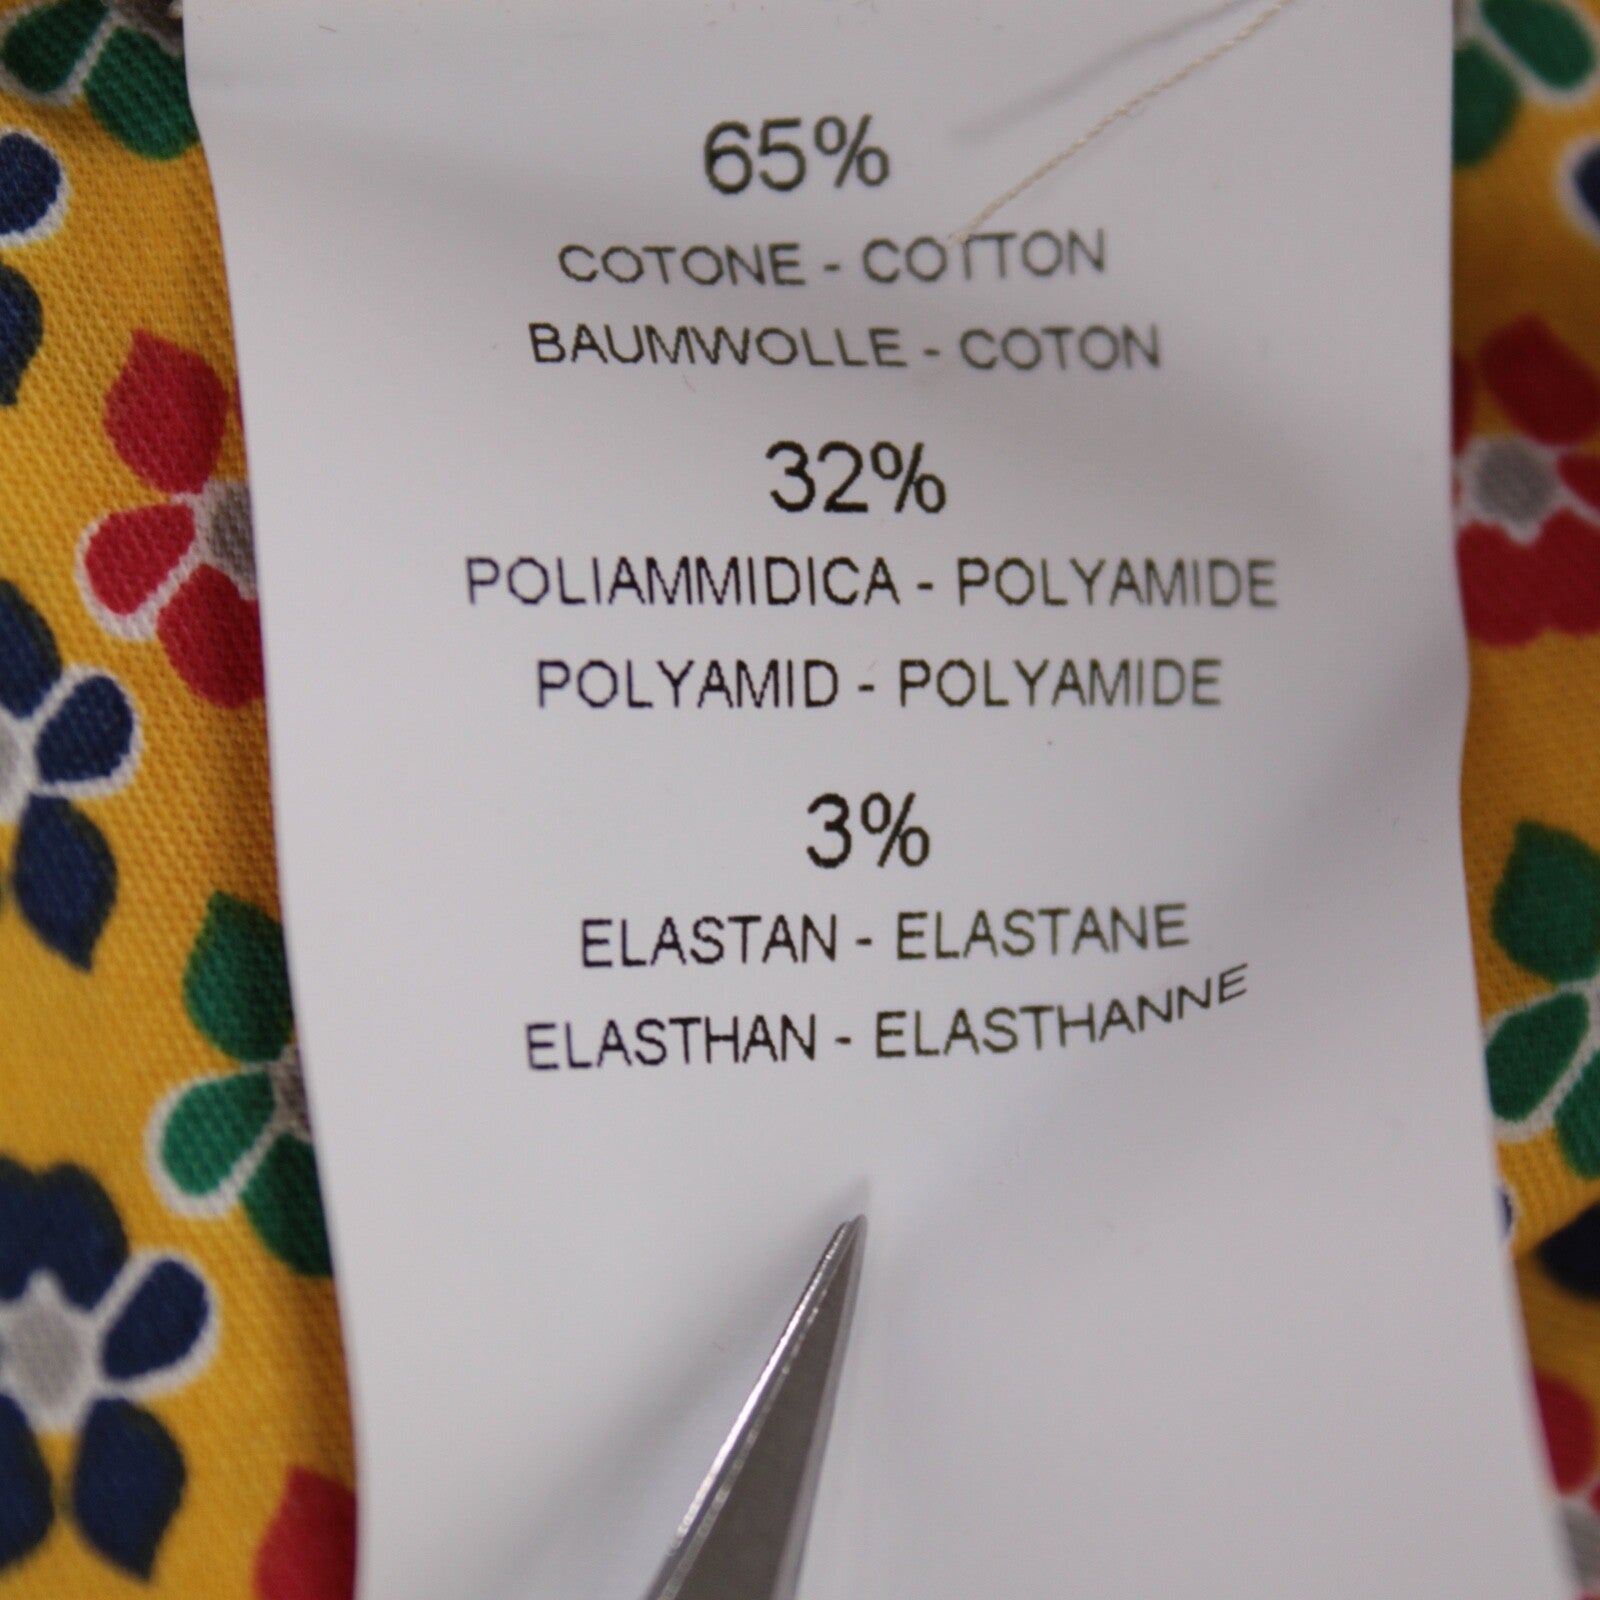 65%
COTONE - COTTON
BAUMWOLLE - COTON
32%
POLIAMMIDICA - POLYAMIDE
POLYAMID - POLYAMIDE
3%
ELASTAN - ELASTANE
ELASTHAN - ELASTHANNE